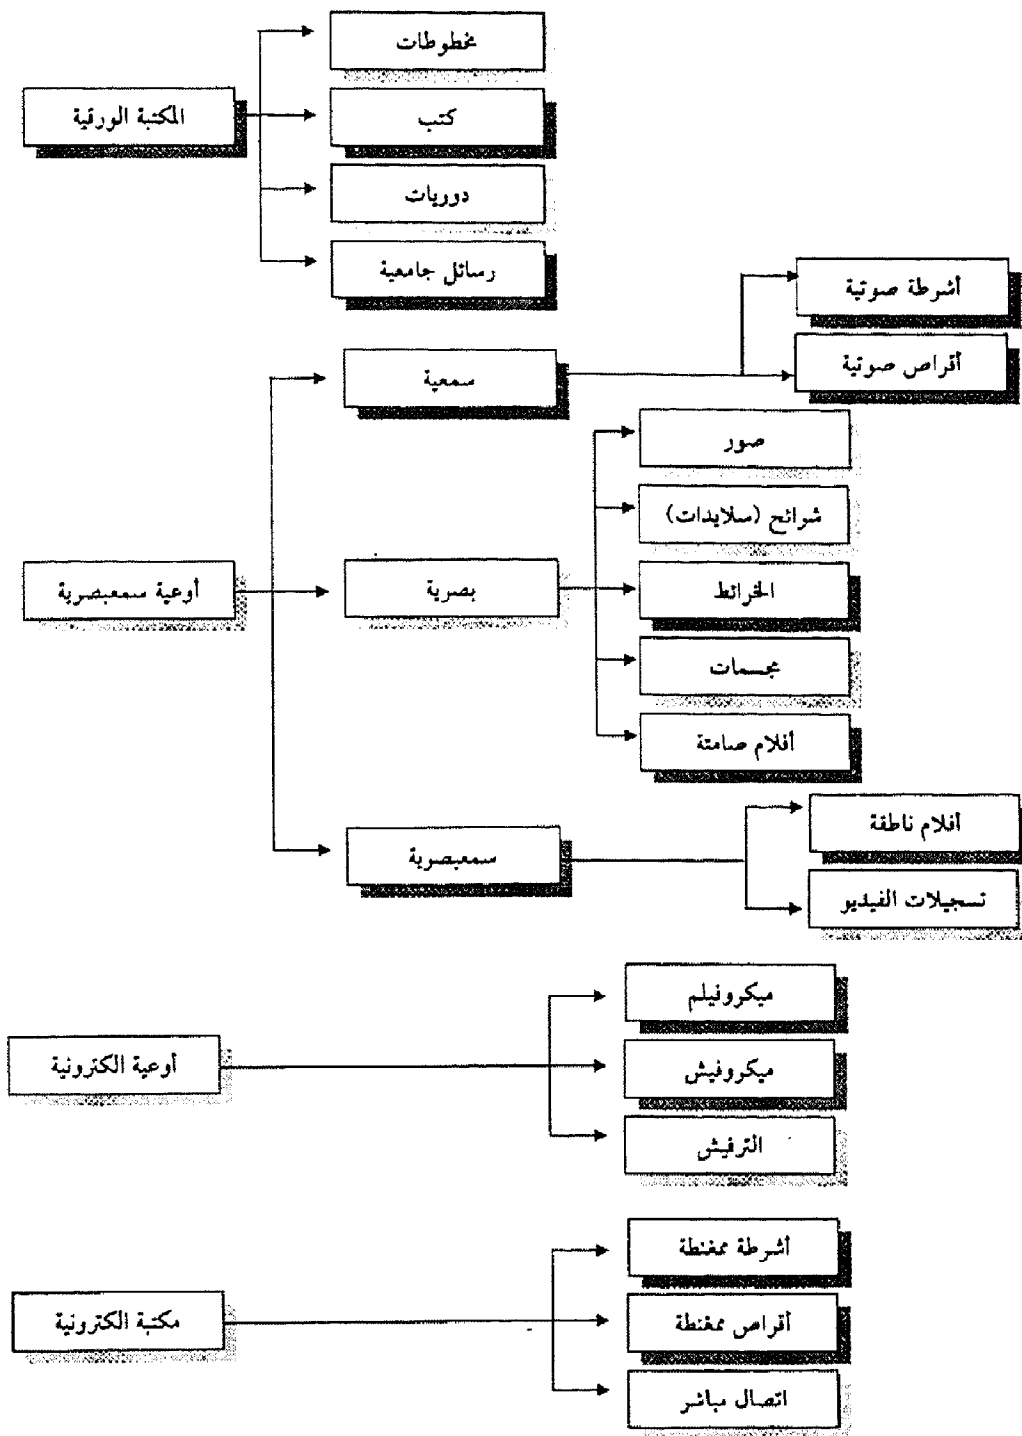 المكتبة الورقية
مخطوطات
كتب
دوريات
رسائل جامعية
أوعية سمعبصرية
سمعية
أشرطة صوتية
أقراص صوتية
بصرية
صور
شرائح (سلايدات)
الخرائط
مجسمات
أفلام صامتة
سمعبصرية
أفلام ناطقة
تسجيلات الفيديو
أوعية الكترونية
ميكروفيلم
ميكروفيش
الترفيش
مكتبة الكترونية
أشرطة ممغنطة
أقراص ممغنطة
اتصال مباشر